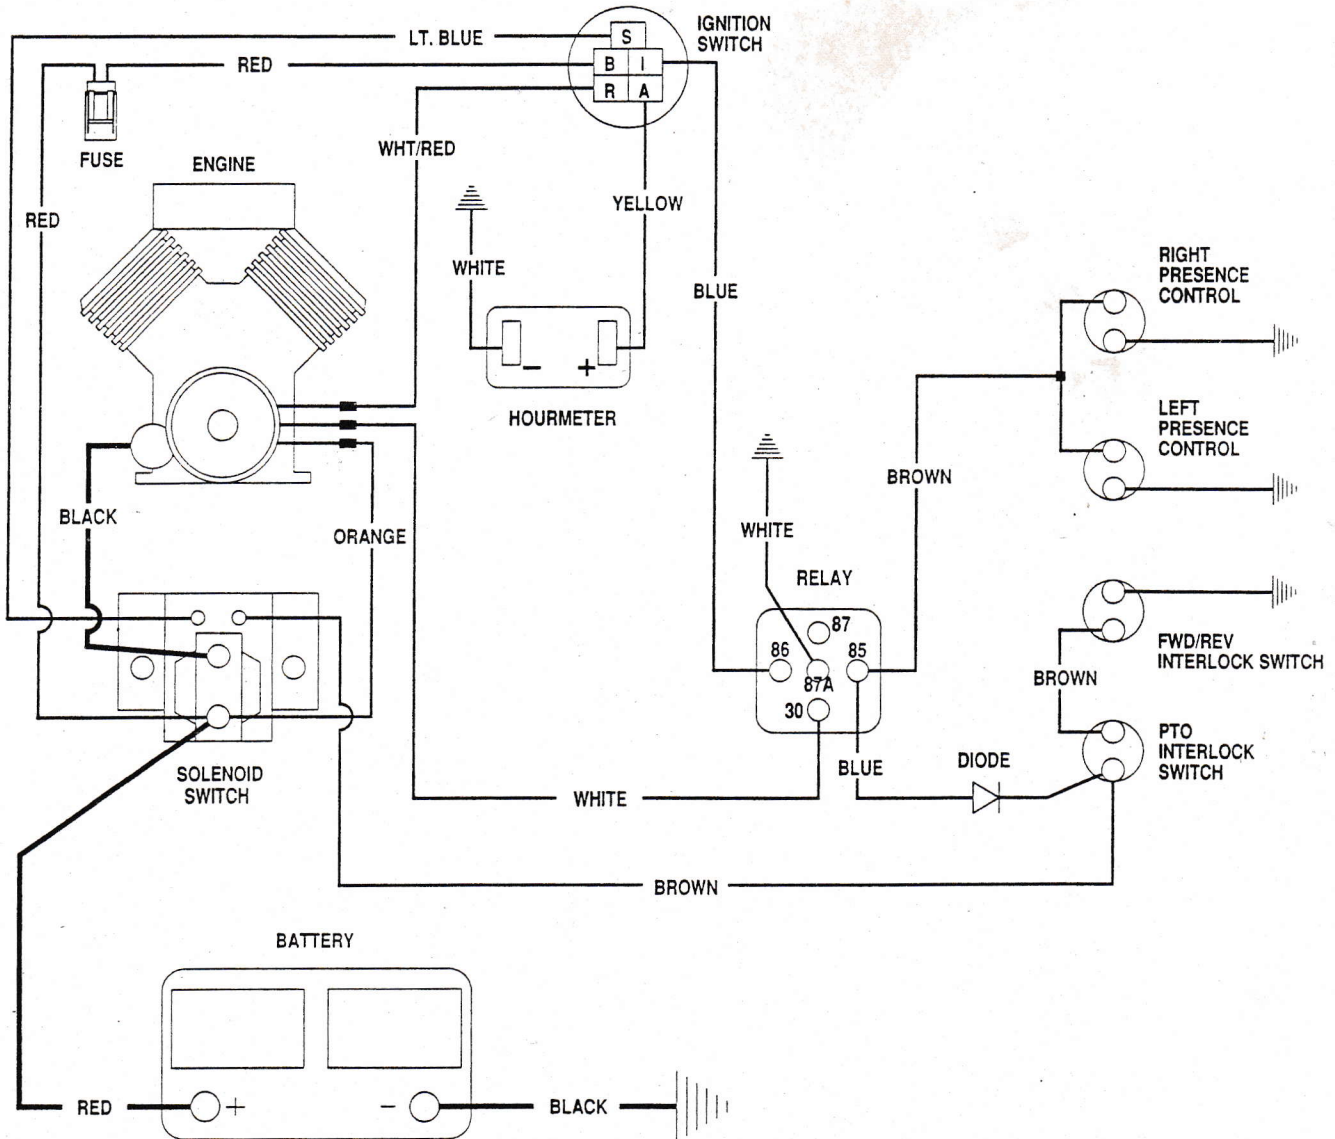 IGNITION
SWITCH
LT. BLUE
S
RED
B I
R A
FUSE
ENGINE
WHT/RED
RED
YELLOW
WHITE
BLUE
RIGHT
PRESENCE
CONTROL
- +
HOURMETER
LEFT
PRESENCE
CONTROL
BROWN
BLACK
ORANGE
WHITE
RELAY
87
86
85
87A
30
FWD/REV
INTERLOCK SWITCH
BROWN
PTO
INTERLOCK
SWITCH
DIODE
BLUE
SOLENOID
SWITCH
WHITE
BROWN
BATTERY
RED
+ -
BLACK